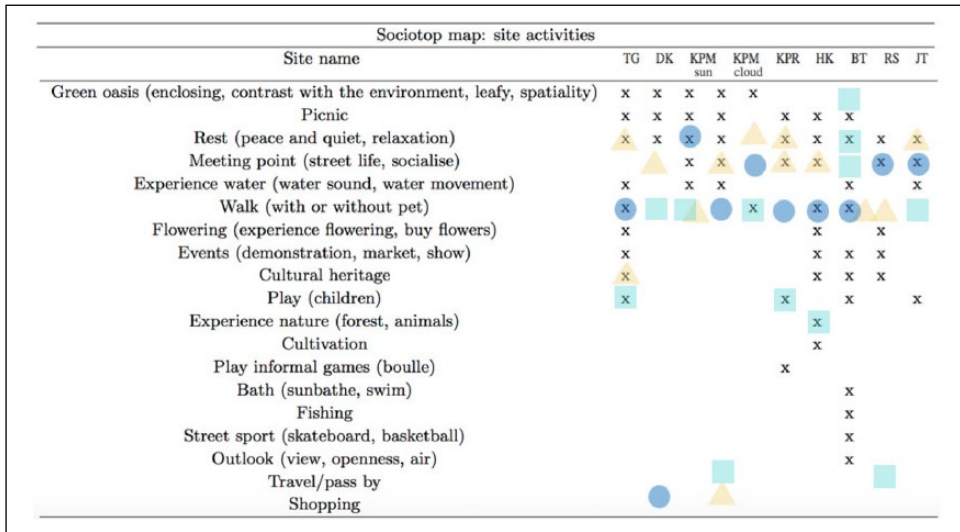 Sociotop map: site activities
Site name TG DK KPM sun KPM cloud KPR HK BT RS JT
Green oasis (enclosing, contrast with the environment, leafy, spatiality) x x x x x
Picnic x x x x x x x
Rest (peace and quiet, relaxation) x x x x x x x x x
Meeting point (street life, socialise) x x x x x x
Experience water (water sound, water movement) x x x x x
Walk (with or without pet) x x x x
Flowering (experience flowering, buy flowers) x x x
Events (demonstration, market, show) x x x x
Cultural heritage x x x x
Play (children) x x x x
Experience nature (forest, animals) x
Cultivation x
Play informal games (boulle) x
Bath (sunbathe, swim) x
Fishing x
Street sport (skateboard, basketball) x
Outlook (view, openness, air) x
Travel/pass by
Shopping